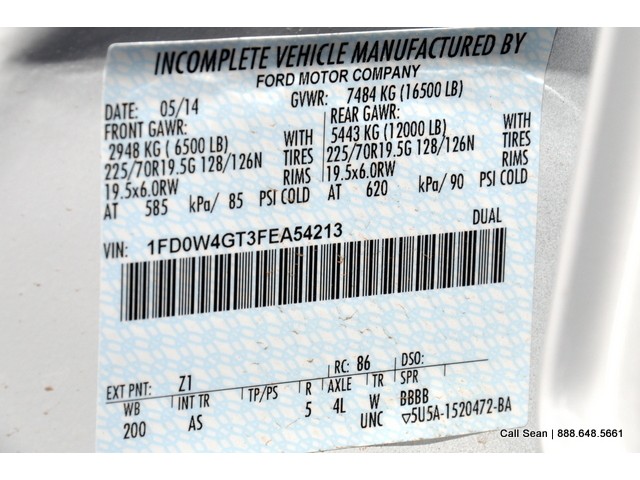 INCOMPLETE VEHICLE MANUFACTURED BY
FORD MOTOR COMPANY
DATE: 05/14 GVWR: 7484 KG (16500 LB)
FRONT GAWR: REAR GAWR:
2948 KG ( 6500 LB) WITH 5443 KG (12000 LB) WITH
225/70R19.5G 128/126N TIRES 225/70R19.5G 128/126N TIRES
19.5x6.0RW RIMS 19.5x6.0RW RIMS
AT 585 kPa/ 85 PSI COLD AT 620 kPa/ 90 PSI COLD
VIN: 1FD0W4GT3FEA54213 DUAL
EXT PNT: Z1 RC: 86 DSO:
WB INT TR TP/PS R AXLE TR SPR
200 AS 5 4L W BBBB
UNC ▽5U5A-1520472-BA
Call Sean | 888.648.5661